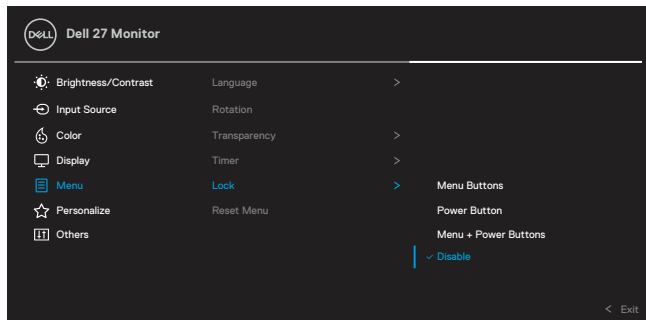 DELL Dell 27 Monitor
Brightness/Contrast Language >
Input Source Rotation
Color Transparency >
Display Timer >
Menu Lock > Menu Buttons
Personalize Reset Menu Power Button
Others Menu + Power Buttons
✓ Disable
< Exit